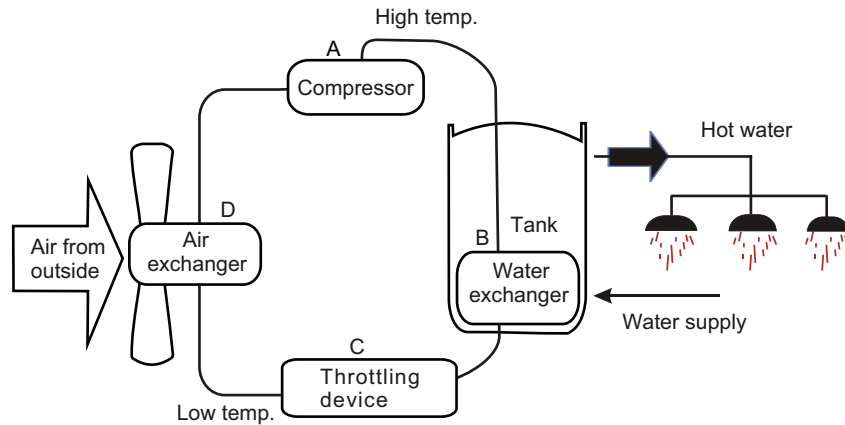 High temp.
A
Compressor
Hot water
D
Air from
outside
Air
exchanger
B
Tank
Water
exchanger
Water supply
C
Throttling
device
Low temp.